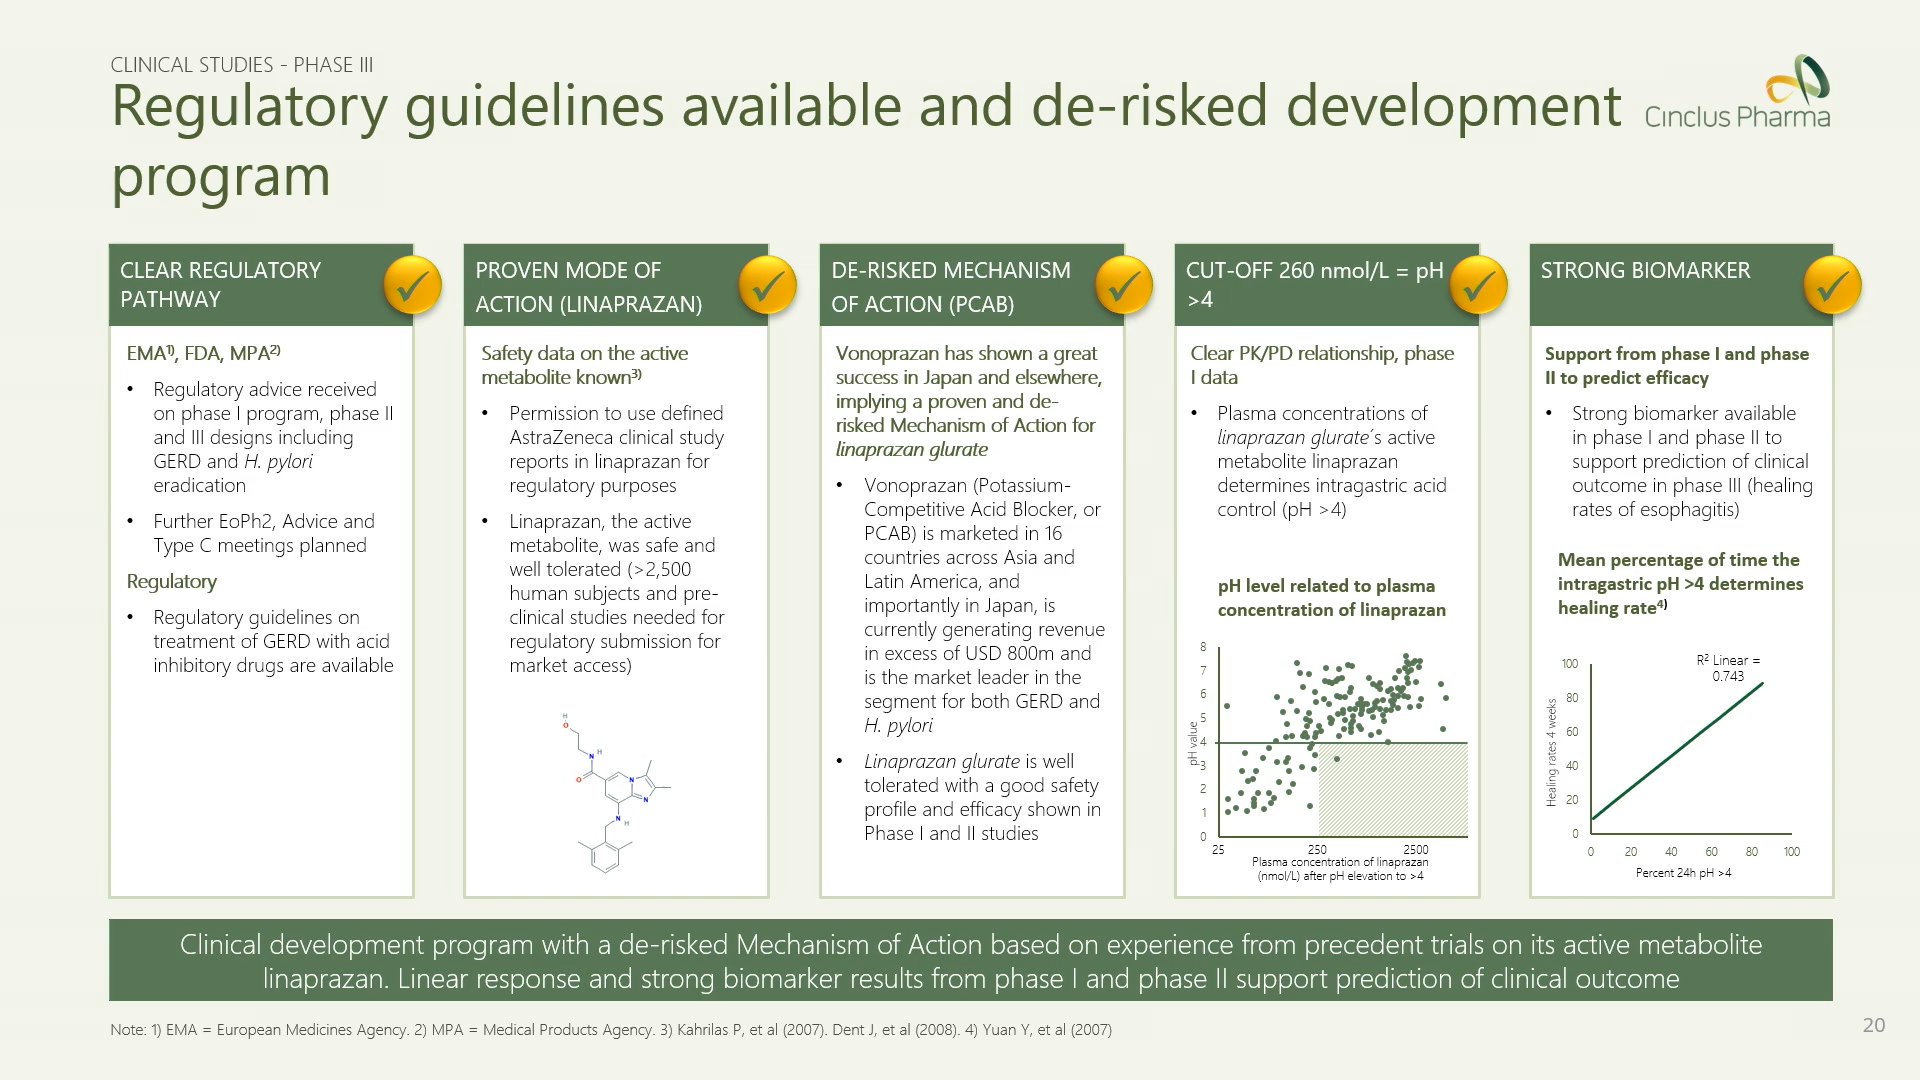 CLINICAL STUDIES - PHASE III
Regulatory guidelines available and de-risked development
program
Cinclus Pharma
CLEAR REGULATORY
PATHWAY
EMA1), FDA, MPA2)
• Regulatory advice received
on phase I program, phase II
and III designs including
GERD and H. pylori
eradication
• Further EoPh2, Advice and
Type C meetings planned
Regulatory
• Regulatory guidelines on
treatment of GERD with acid
inhibitory drugs are available
PROVEN MODE OF
ACTION (LINAPRAZAN)
Safety data on the active
metabolite known3)
• Permission to use defined
AstraZeneca clinical study
reports in linaprazan for
regulatory purposes
• Linaprazan, the active
metabolite, was safe and
well tolerated (>2,500
human subjects and pre-
clinical studies needed for
regulatory submission for
market access)
H
O
N H
O
N
N
N H
DE-RISKED MECHANISM
OF ACTION (PCAB)
Vonoprazan has shown a great
success in Japan and elsewhere,
implying a proven and de-
risked Mechanism of Action for
linaprazan glurate
• Vonoprazan (Potassium-
Competitive Acid Blocker, or
PCAB) is marketed in 16
countries across Asia and
Latin America, and
importantly in Japan, is
currently generating revenue
in excess of USD 800m and
is the market leader in the
segment for both GERD and
H. pylori
• Linaprazan glurate is well
tolerated with a good safety
profile and efficacy shown in
Phase I and II studies
CUT-OFF 260 nmol/L = pH
>4
Clear PK/PD relationship, phase
I data
• Plasma concentrations of
linaprazan glurate´s active
metabolite linaprazan
determines intragastric acid
control (pH >4)
pH level related to plasma
concentration of linaprazan
pH value
8
7
6
5
4
3
2
1
0
25 250 2500
Plasma concentration of linaprazan
(nmol/L) after pH elevation to >4
STRONG BIOMARKER
Support from phase I and phase
II to predict efficacy
• Strong biomarker available
in phase I and phase II to
support prediction of clinical
outcome in phase III (healing
rates of esophagitis)
Mean percentage of time the
intragastric pH >4 determines
healing rate4)
R2 Linear =
0.743
Healing rates 4 weeks
100
80
60
40
20
0
0 20 40 60 80 100
Percent 24h pH >4
Clinical development program with a de-risked Mechanism of Action based on experience from precedent trials on its active metabolite
linaprazan. Linear response and strong biomarker results from phase I and phase II support prediction of clinical outcome
Note: 1) EMA = European Medicines Agency. 2) MPA = Medical Products Agency. 3) Kahrilas P, et al (2007). Dent J, et al (2008). 4) Yuan Y, et al (2007)
20